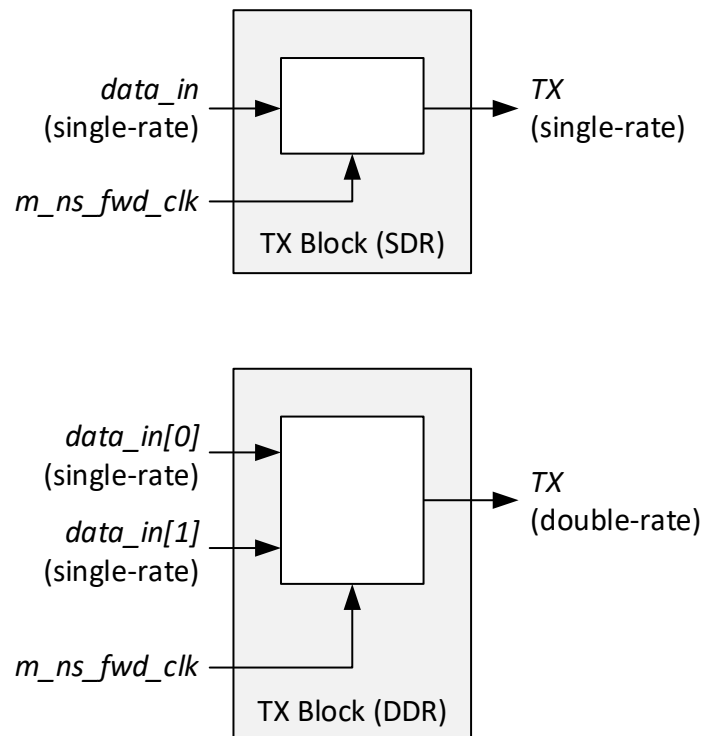 data_in
(single-rate)
TX
(single-rate)
m_ns_fwd_clk
TX Block (SDR)
data_in[0]
(single-rate)
TX
(double-rate)
data_in[1]
(single-rate)
m_ns_fwd_clk
TX Block (DDR)